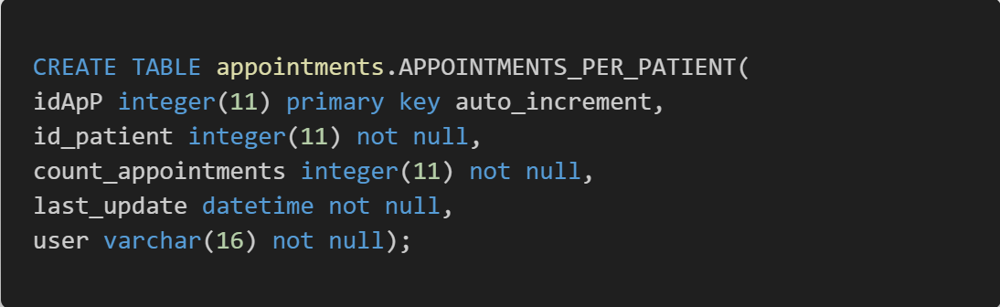 CREATE TABLE appointments.APPOINTMENTS_PER_PATIENT(
idApP integer(11) primary key auto_increment,
id_patient integer(11) not null,
count_appointments integer(11) not null,
last_update datetime not null,
user varchar(16) not null);